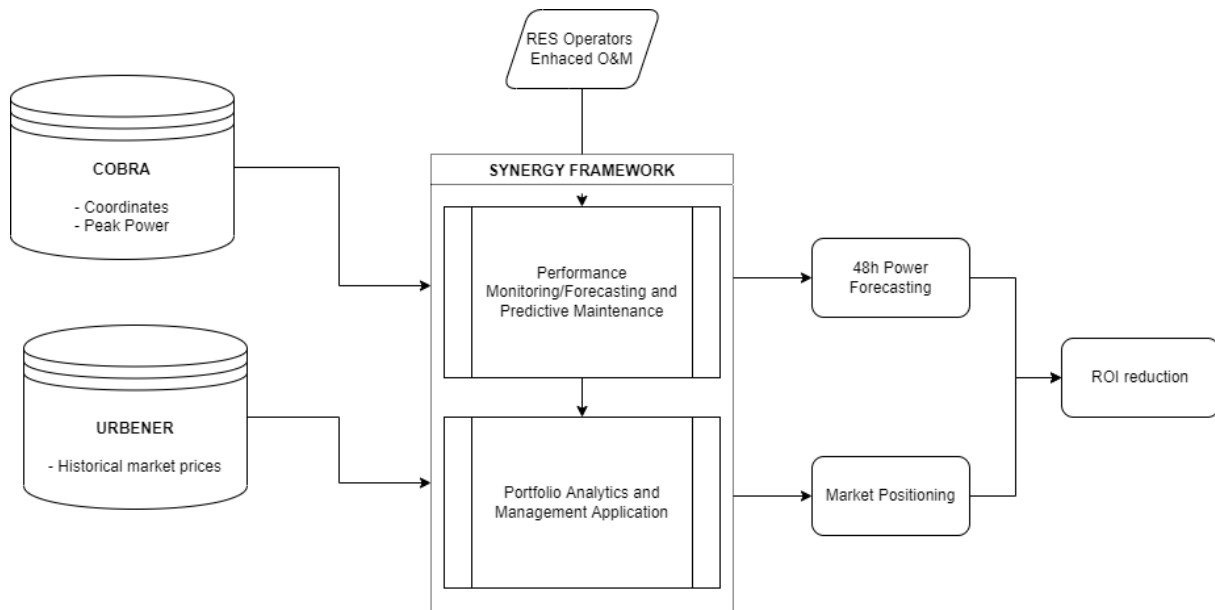 RES Operators
Enhaced O&M
SYNERGY FRAMEWORK
COBRA
- Coordinates
- Peak Power
Performance
Monitoring/Forecasting and
Predictive Maintenance
48h Power
Forecasting
ROI reduction
URBENER
- Historical market prices
Portfolio Analytics and
Management Application
Market Positioning